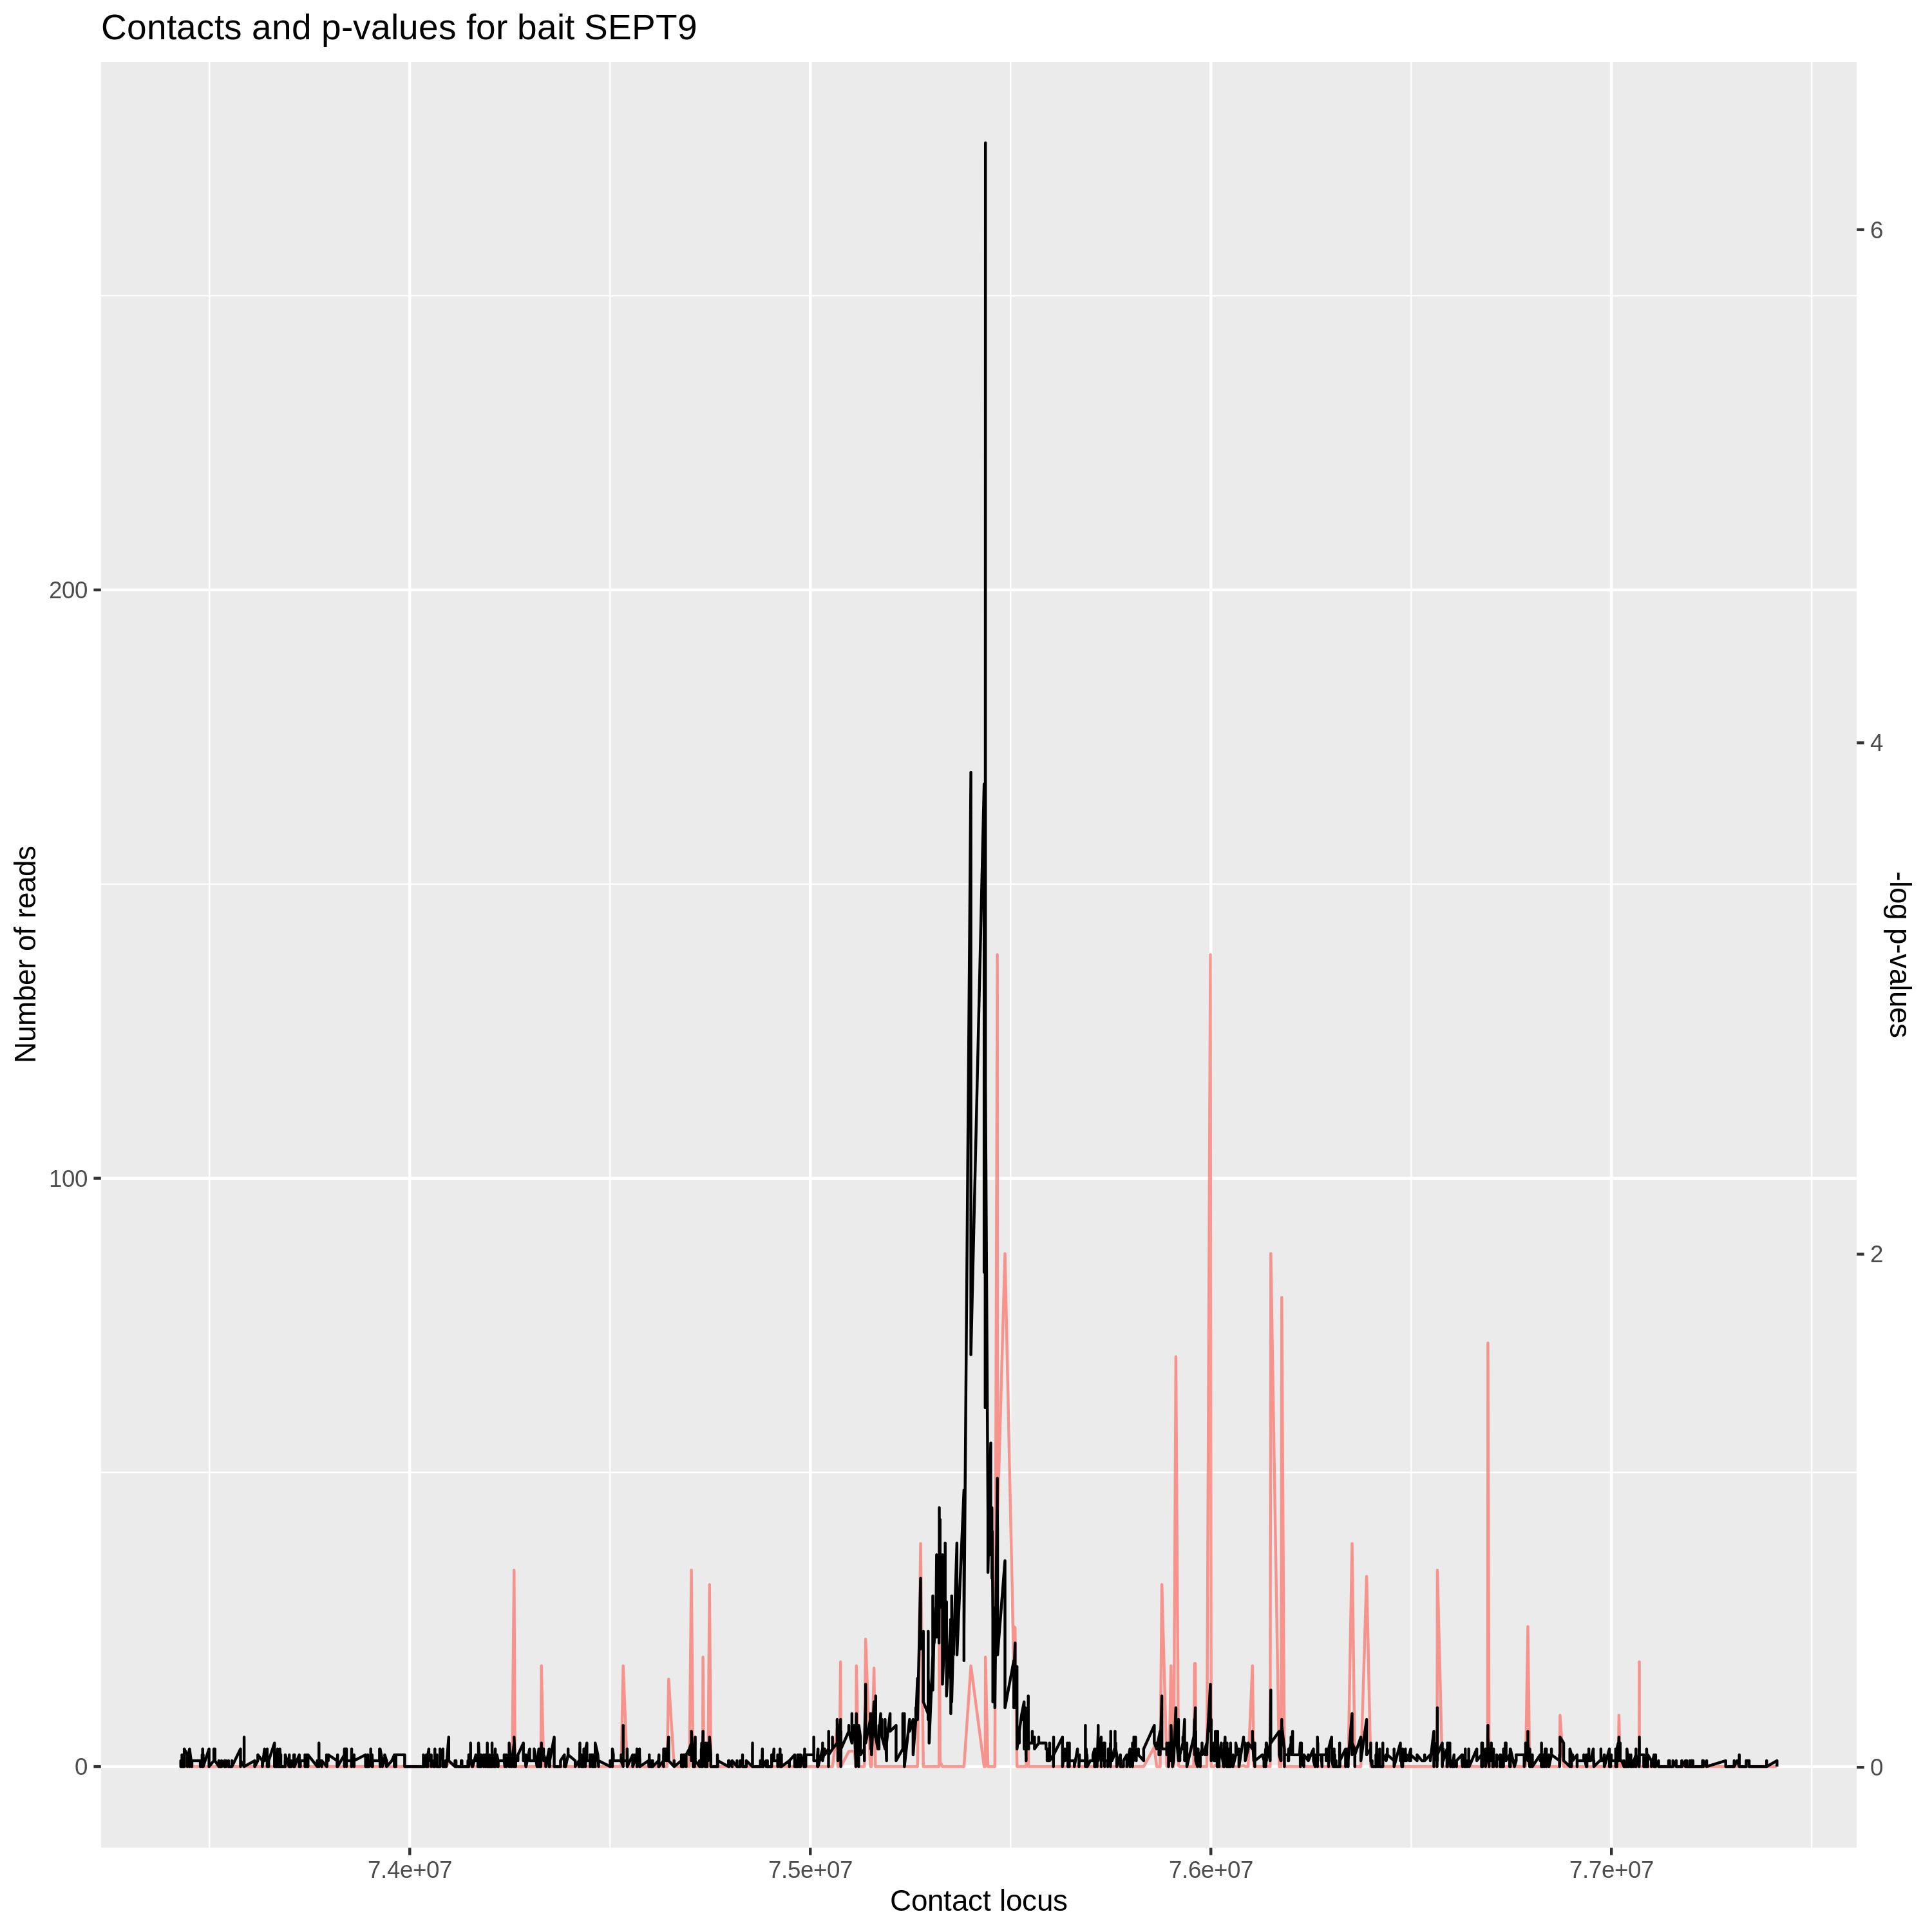 Contacts and p-values for bait SEPT9
Number of reads
200
100
0
6
4
2
0
-log p-values
7.4e+07 7.5e+07 7.6e+07 7.7e+07
Contact locus